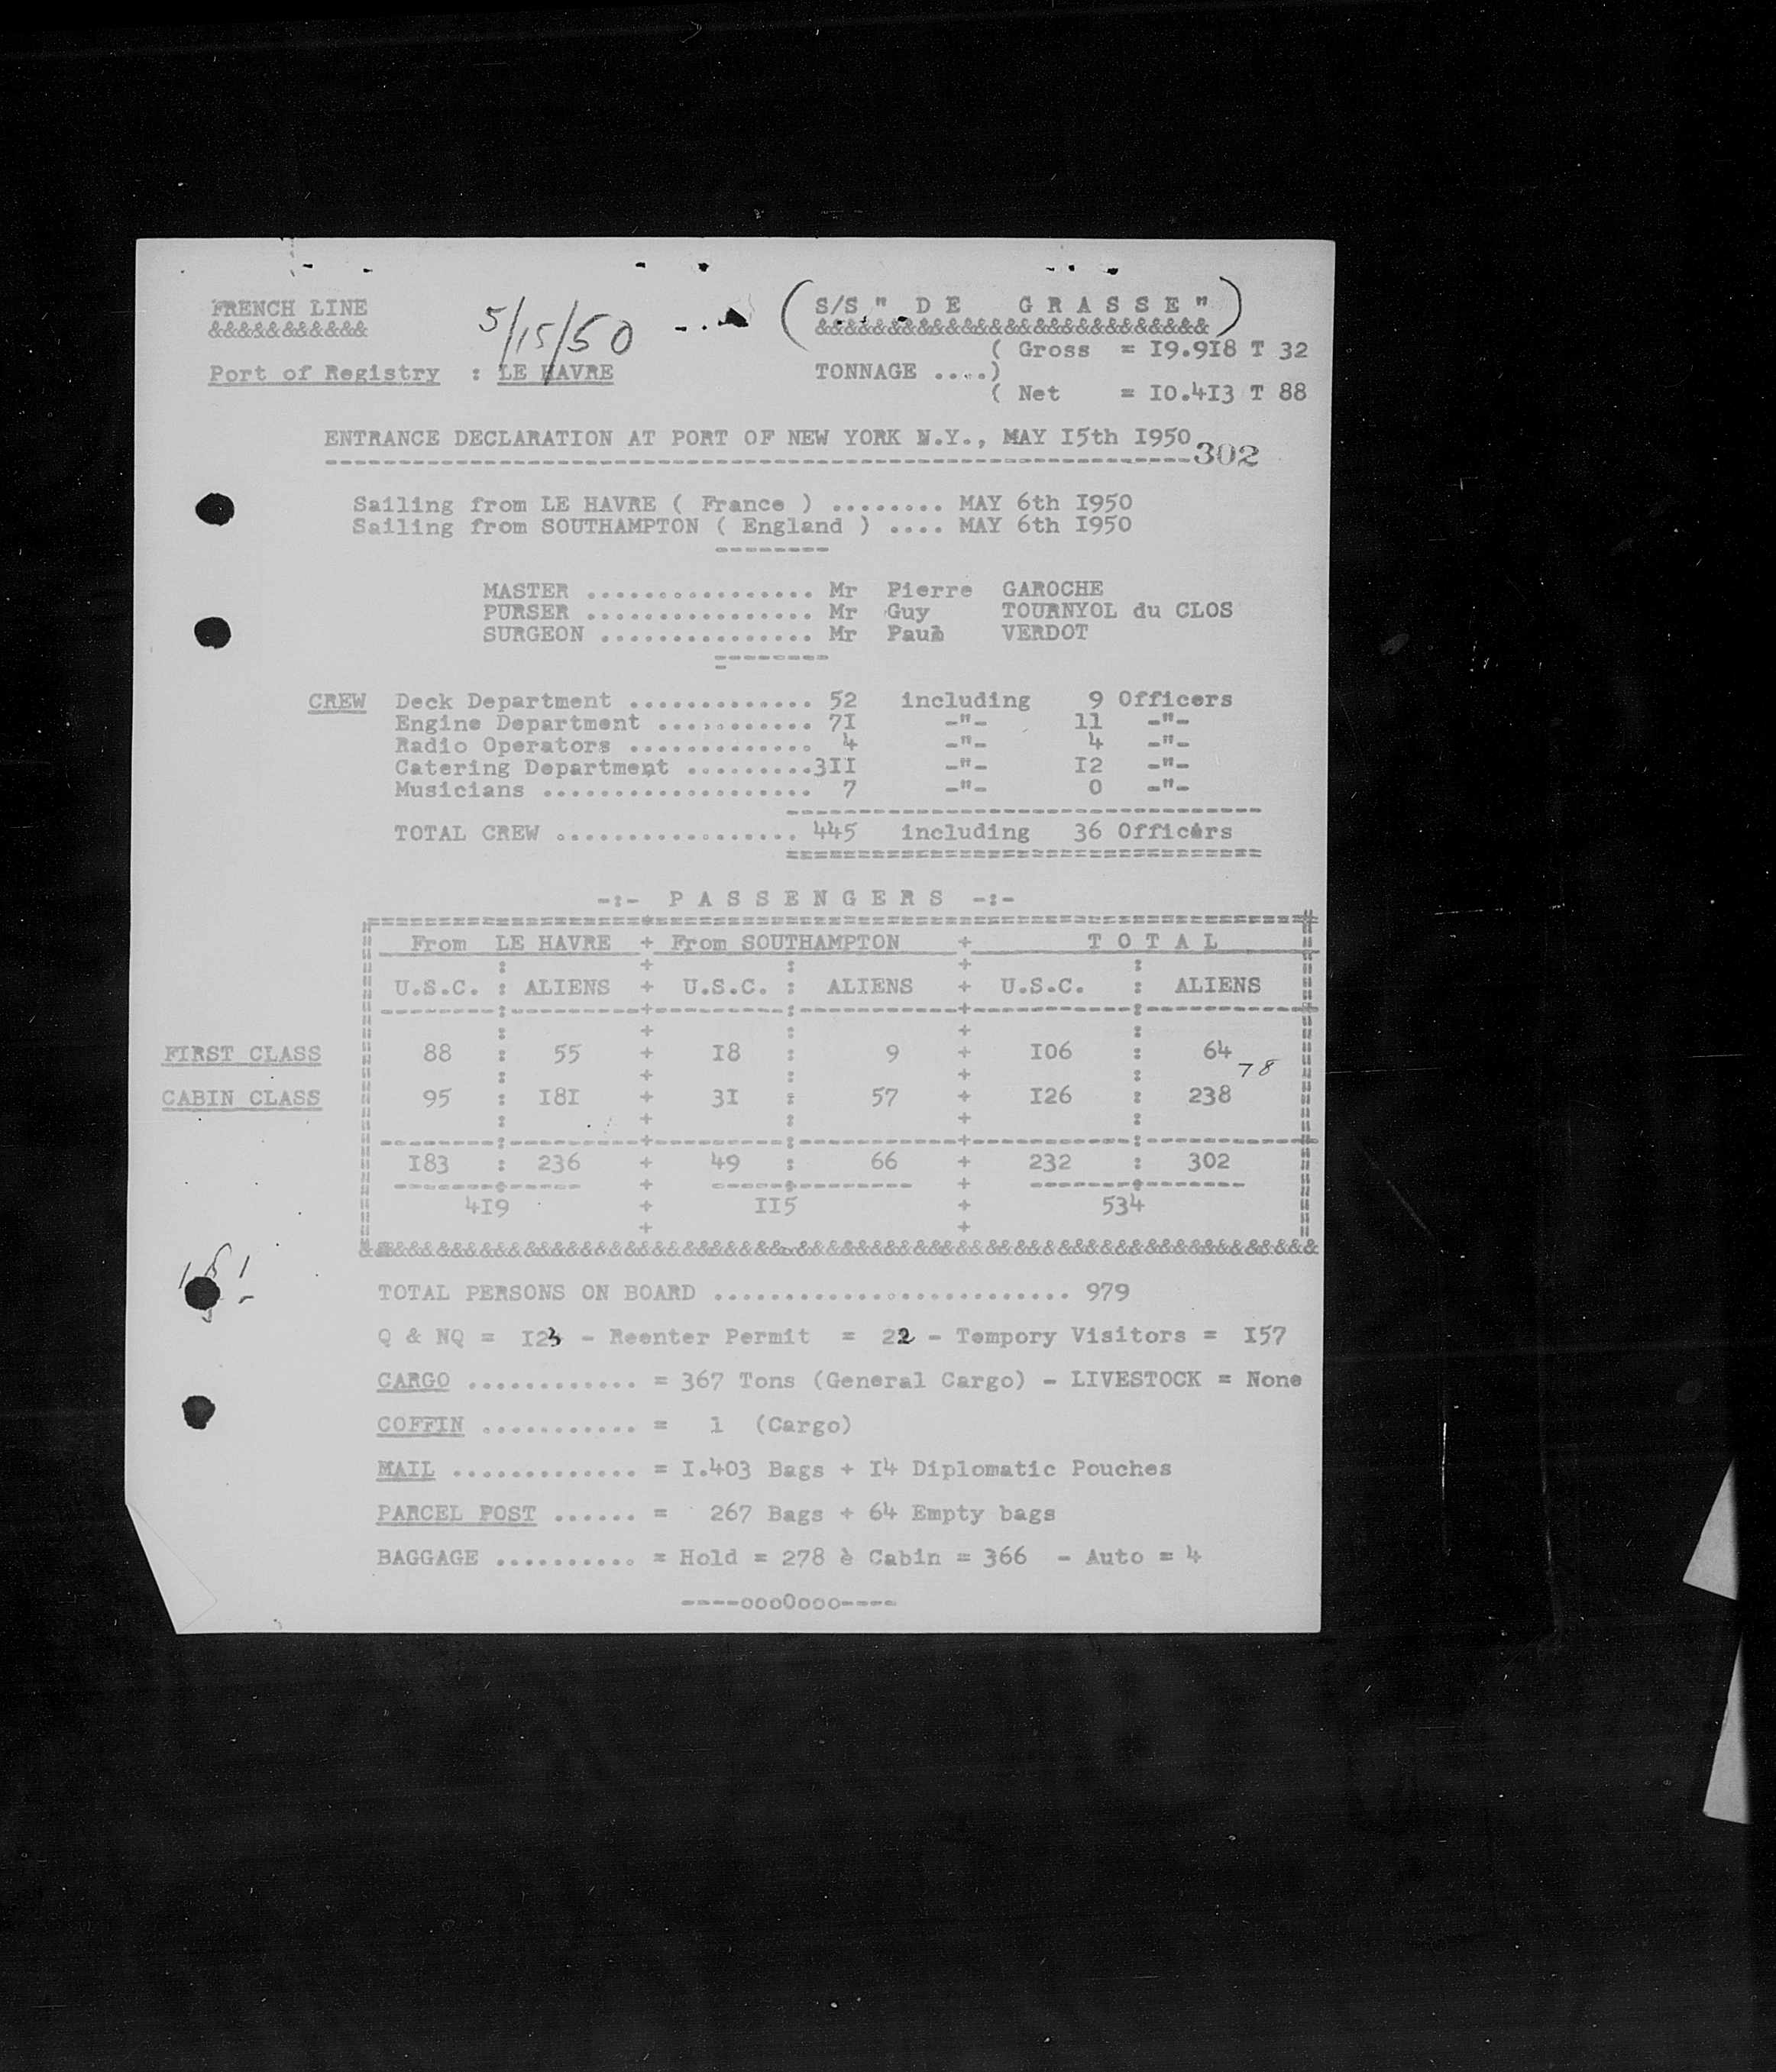 FRENCH LINE
&&&&&&&&&&&
5/15/50
(S/S " D E G R A S S E ")
&&&&&&&&&&&&&&&&&&&&&&&&&&&
Port of Registry : LE HAVRE
( Gross = I9.9I8 T 32
TONNAGE ....)
( Net = I0.4I3 T 88
ENTRANCE DECLARATION AT PORT OF NEW YORK N.Y., MAY I5th I950
302
Sailing from LE HAVRE ( France ) ........ MAY 6th I950
Sailing from SOUTHAMPTON ( England ) .... MAY 6th I950
MASTER ................ Mr Pierre GAROCHE
PURSER ................ Mr Guy TOURNYOL du CLOS
SURGEON ............... Mr Paul VERDOT
CREW Deck Department ............. 52 including 9 Officers
Engine Department ........... 7I -"- 11 -"-
Radio Operators ............. 4 -"- 4 -"-
Catering Department .........3II -"- I2 -"-
Musicians ................... 7 -"- 0 -"-
TOTAL CREW ................. 445 including 36 Officers
-:- P A S S E N G E R S -:-
From LE HAVRE + From SOUTHAMPTON + T O T A L
U.S.C. : ALIENS + U.S.C. : ALIENS + U.S.C. : ALIENS
FIRST CLASS 88 : 55 + I8 : 9 + I06 : 64
78
CABIN CLASS 95 : I8I + 3I : 57 + I26 : 238
I83 : 236 + 49 : 66 + 232 : 302
4I9 + II5 + 534
&&&&&&&&&&&&&&&&&&&&&&&&&&&&&&&&&&&&&&&&&&&&&&&&&&&&&&&&&&&&&&&&&&
TOTAL PERSONS ON BOARD ......................... 979
Q & NQ = I23 - Reenter Permit = 22 - Tempory Visitors = I57
CARGO ............ = 367 Tons (General Cargo) - LIVESTOCK = None
COFFIN ........... = 1 (Cargo)
MAIL ............. = I.403 Bags + I4 Diplomatic Pouches
PARCEL POST ...... = 267 Bags + 64 Empty bags
BAGGAGE .......... = Hold = 278 è Cabin = 366 - Auto = 4
----ooo0ooo----